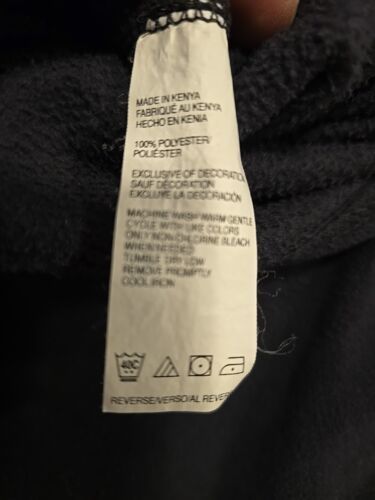 MADE IN KENYA
FABRIQUÉ AU KENYA
HECHO EN KENIA
100% POLYESTER/
POLIÉSTER
EXCLUSIVE OF DECORATION
SAUF DÉCORATION
EXCLUYE LA DECORACIÓN
MACHINE WASH WARM GENTLE
CYCLE WITH LIKE COLORS
ONLY NON-CHLORINE BLEACH
WHEN NEEDED
TUMBLE DRY LOW
REMOVE PROMPTLY
COOL IRON
40C
REVERSE/VERSO/AL REVER